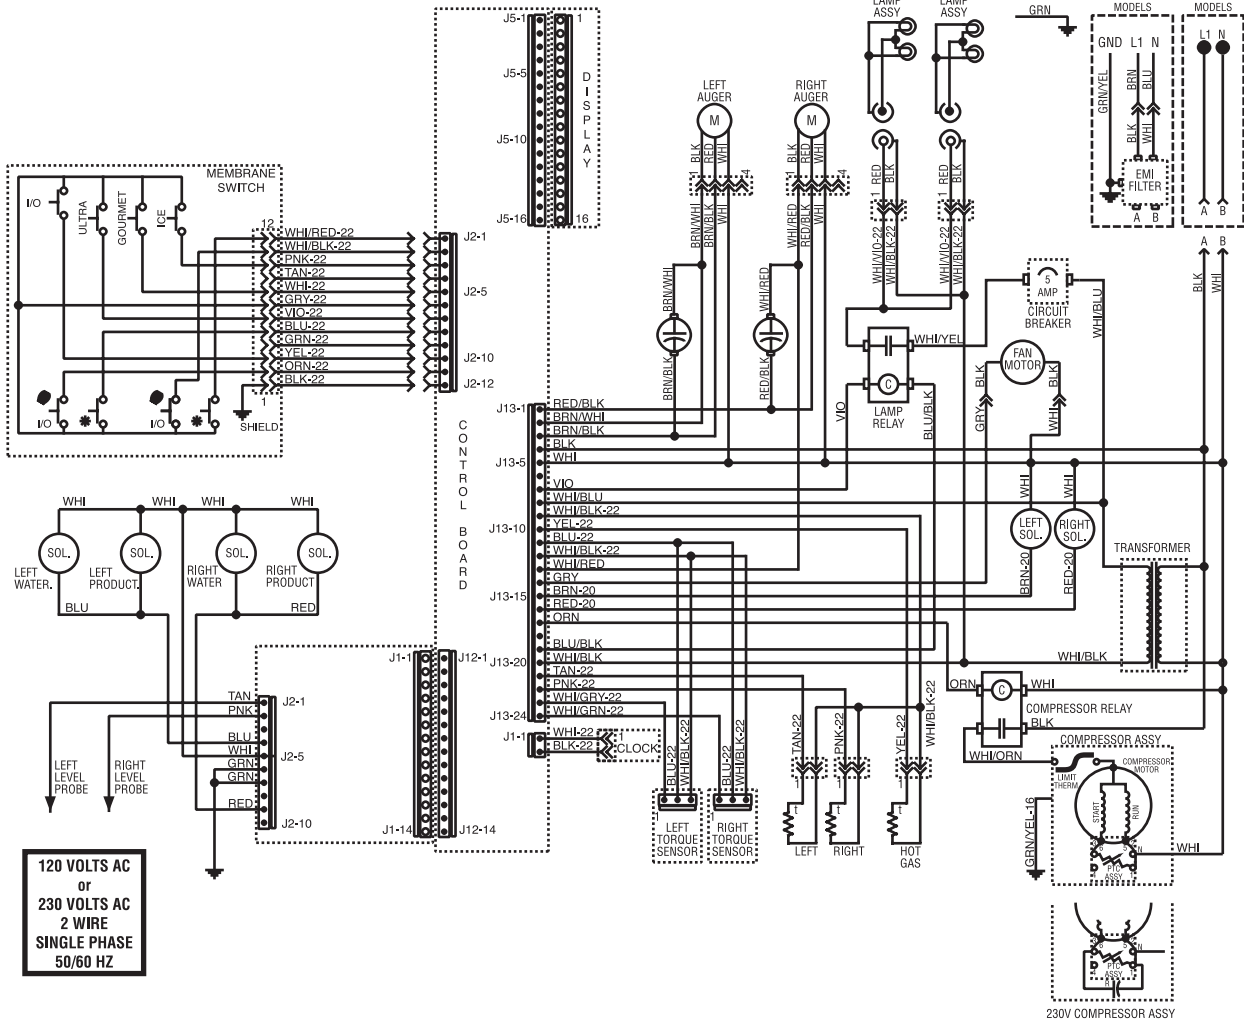 J5-1
1
J5-5
J5-10
J5-16
16
DISPLAY
LEFT
AUGER
M
RIGHT
AUGER
M
LAMP
ASSY
LAMP
ASSY
GRN
MODELS
GND L1 N
GRN/YEL
BRN
BLU
BLK
WHI
EMI
FILTER
A B
MODELS
L1 N
A B
A B
BLK
WHI
MEMBRANE
SWITCH
I/O
ULTRA
GOURMET
ICE
I/O
I/O
12
1
SHIELD
WHI/RED-22
WHI/BLK-22
PNK-22
TAN-22
WHI-22
GRY-22
VIO-22
BLU-22
GRN-22
YEL-22
ORN-22
BLK-22
J2-1
J2-5
J2-10
J2-12
BLK
RED
WHI
1
4
BRN/WHI
BRN/BLK
WHI
BRN/WHI
BRN/BLK
BLK
RED
WHI
1
4
WHI/RED
RED/BLK
WHI
WHI/RED
RED/BLK
1
RED
BLK
WHI/VIO-22
WHI/BLK-22
1
RED
BLK
WHI/VIO-22
WHI/BLK-22
5
AMP
CIRCUIT
BREAKER
WHI/BLU
WHI/YEL
C
LAMP
RELAY
VIO
BLU/BLK
FAN
MOTOR
BLK
BLK
GRY
WHI
CONTROL BOARD
J13-1
J13-5
J13-10
J13-15
J13-20
J13-24
J1-1
RED/BLK
BRN/WHI
BRN/BLK
BLK
WHI
VIO
WHI/BLU
WHI/BLK-22
YEL-22
BLU-22
WHI/BLK-22
WHI/RED
GRY
BRN-20
RED-20
ORN
BLU/BLK
WHI/BLK
TAN-22
PNK-22
WHI/GRY-22
WHI/GRN-22
WHI-22
BLK-22
1
CLOCK
WHI
WHI
LEFT
SOL.
RIGHT
SOL.
BRN-20
RED-20
TRANSFORMER
WHI/BLK
WHI
WHI
WHI
WHI
SOL.
SOL.
SOL.
SOL.
LEFT
WATER.
LEFT
PRODUCT.
RIGHT
WATER
RIGHT
PRODUCT
BLU
RED
J1-1
J1-14
J12-1
J12-14
TAN
PNK
BLU
WHI
GRN
GRN
RED
J2-1
J2-5
J2-10
LEFT
LEVEL
PROBE
RIGHT
LEVEL
PROBE
BLU-22
WHI/BLK-22
1
LEFT
TORQUE
SENSOR
BLU-22
WHI/BLK-22
1
RIGHT
TORQUE
SENSOR
TAN-22
1
t
LEFT
PNK-22
1
t
RIGHT
YEL-22
WHI/BLK-22
1
t
HOT
GAS
ORN
C
WHI
COMPRESSOR RELAY
BLK
WHI/ORN
COMPRESSOR ASSY
LIMIT
THERM
COMPRESSOR
MOTOR
START
RUN
N
PTC
ASSY
GRN/YEL-16
WHI
N
PTC
ASSY
230V COMPRESSOR ASSY
120 VOLTS AC
or
230 VOLTS AC
2 WIRE
SINGLE PHASE
50/60 HZ